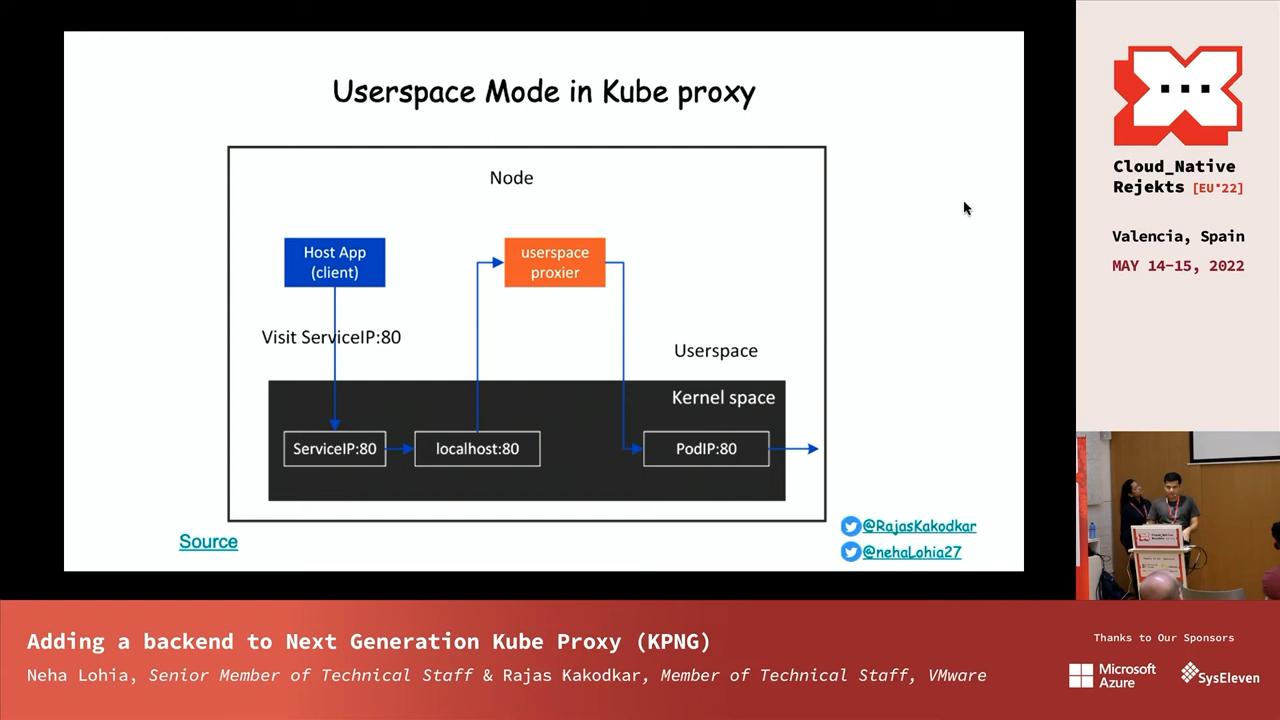 Userspace Mode in Kube proxy
Node
Host App
(client)
userspace
proxier
Visit ServiceIP:80
Userspace
Kernel space
ServiceIP:80
localhost:80
PodIP:80
Source
@RajasKakodkar
@nehaLohia27
Cloud_Native
Rejekts [EU'22]
Valencia, Spain
MAY 14-15, 2022
Adding a backend to Next Generation Kube Proxy (KPNG)
Neha Lohia, Senior Member of Technical Staff & Rajas Kakodkar, Member of Technical Staff, VMware
Thanks to Our Sponsors
Microsoft
Azure
SysEleven